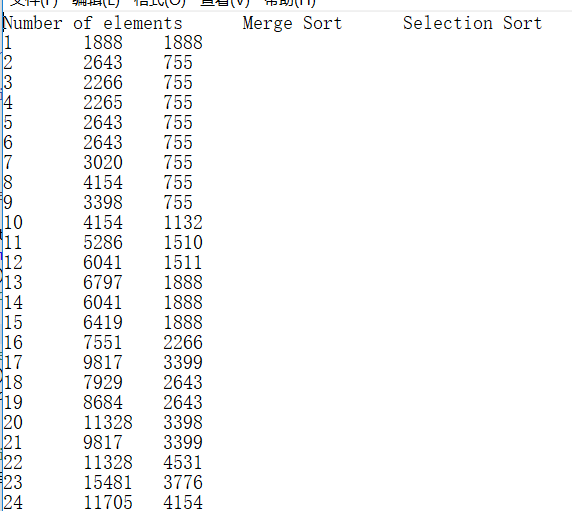 文件(F) 编辑(E) 格式(O) 查看(V) 帮助(H)
Number of elements Merge Sort Selection Sort
1 1888 1888
2 2643 755
3 2266 755
4 2265 755
5 2643 755
6 2643 755
7 3020 755
8 4154 755
9 3398 755
10 4154 1132
11 5286 1510
12 6041 1511
13 6797 1888
14 6041 1888
15 6419 1888
16 7551 2266
17 9817 3399
18 7929 2643
19 8684 2643
20 11328 3398
21 9817 3399
22 11328 4531
23 15481 3776
24 11705 4154